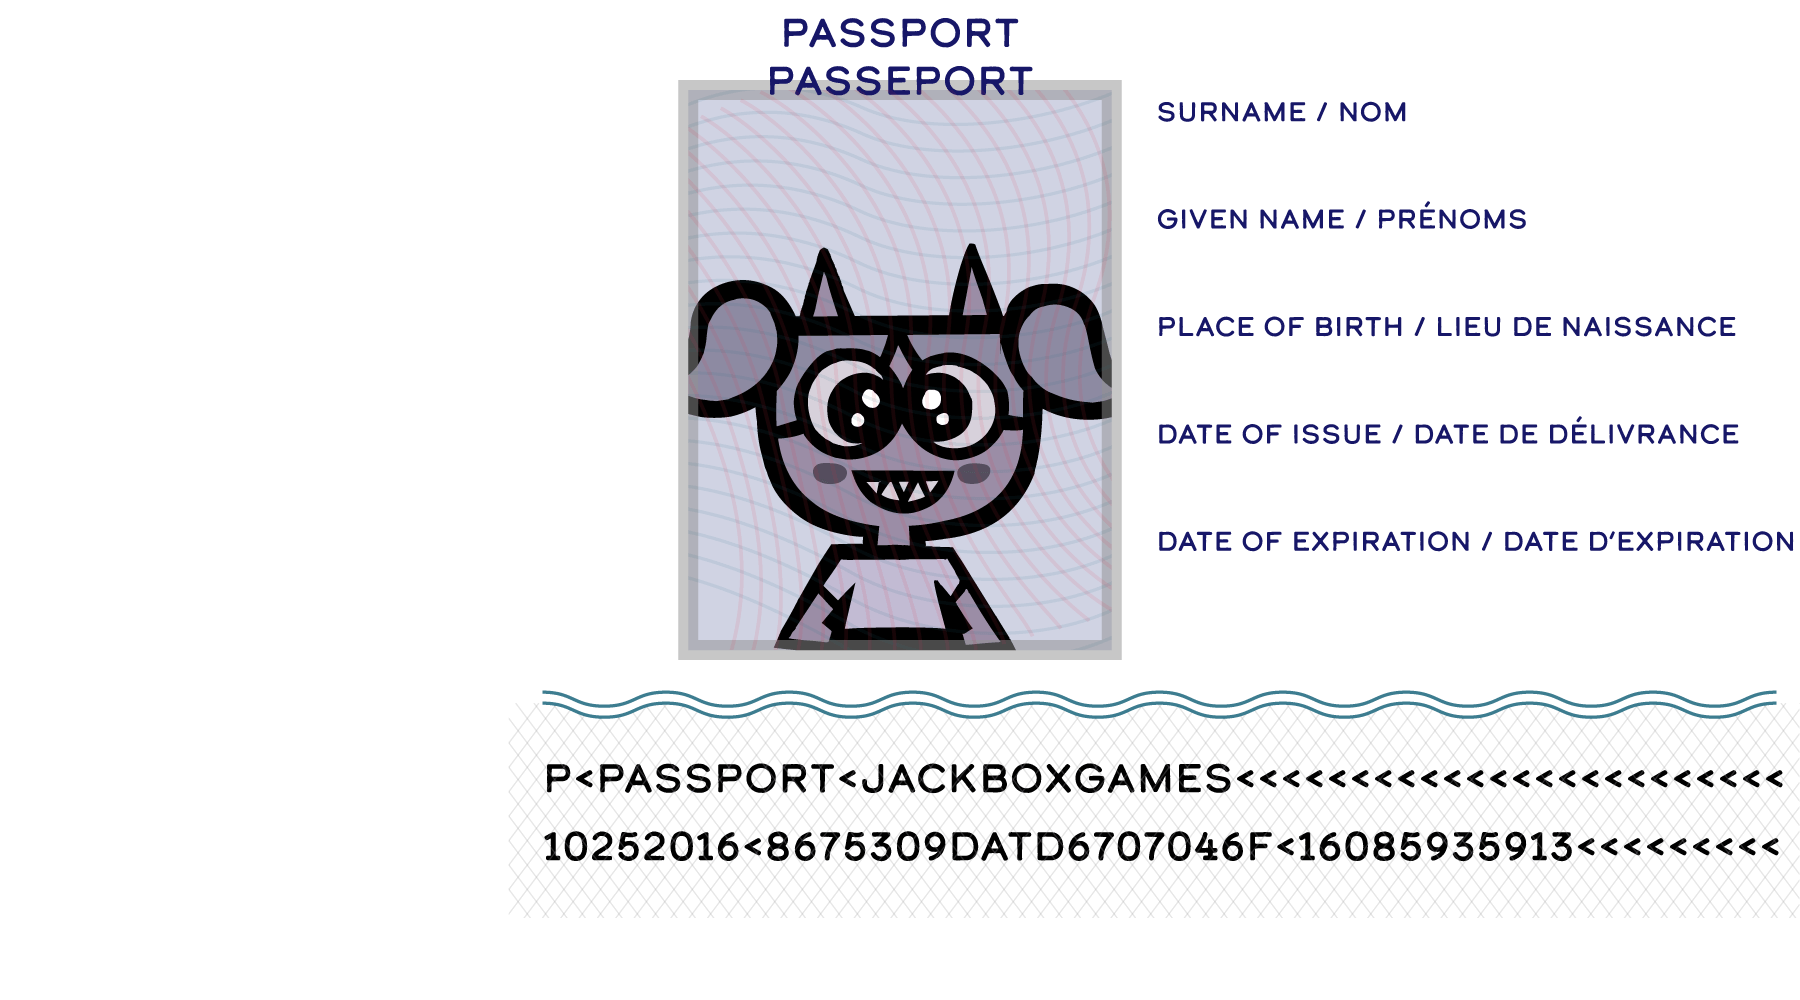 PASSPORT
PASSEPORT
SURNAME / NOM
GIVEN NAME / PRÉNOMS
PLACE OF BIRTH / LIEU DE NAISSANCE
DATE OF ISSUE / DATE DE DÉLIVRANCE
DATE OF EXPIRATION / DATE D'EXPIRATION
P<PASSPORT<JACKBOXGAMES<<<<<<<<<<<<<<<<<<<<<<<<
10252016<8675309DATD6707046F<16085935913<<<<<<<<<